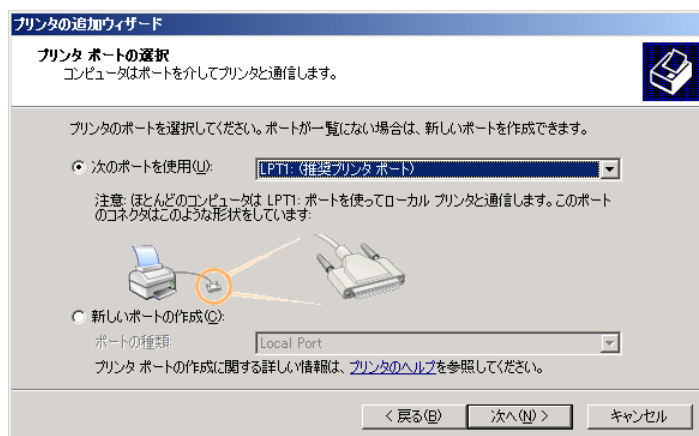 プリンタの追加ウィザード
プリンタ ポートの選択
コンピュータはポートを介してプリンタと通信します。
プリンタのポートを選択してください。ポートが一覧にない場合は、新しいポートを作成できます。
次のポートを使用(U): LPT1: (推奨プリンタ ポート)
注意: ほとんどのコンピュータは LPT1: ポートを使ってローカル プリンタと通信します。このポート
のコネクタはこのような形状をしています:
新しいポートの作成(C):
ポートの種類: Local Port
プリンタ ポートの作成に関する詳しい情報は、プリンタのヘルプを参照してください。
< 戻る(B) 次へ(N) > キャンセル